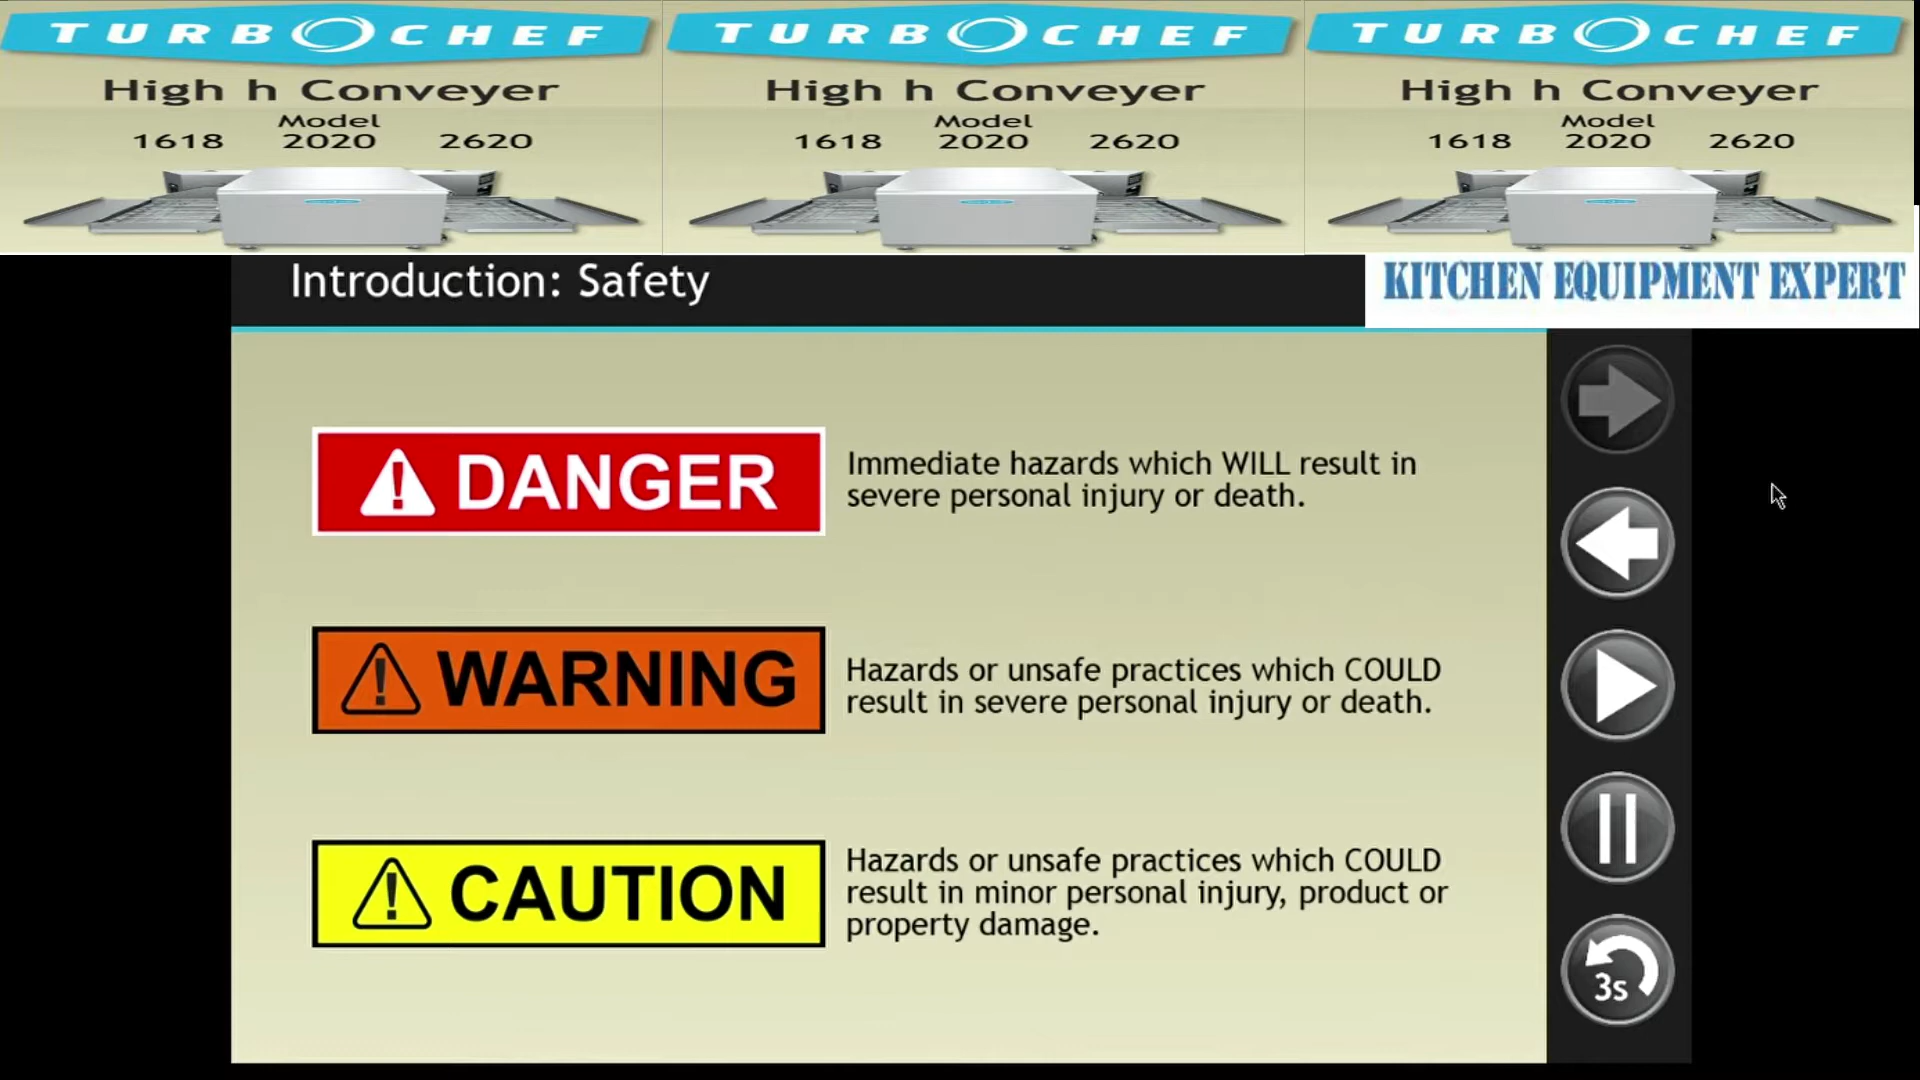 TURBOCHEF TURBOCHEF TURBOCHEF
High h Conveyer High h Conveyer High h Conveyer
Model Model Model
1618 2020 2620 1618 2020 2620 1618 2020 2620
Introduction: Safety
KITCHEN EQUIPMENT EXPERT
DANGER
Immediate hazards which WILL result in
severe personal injury or death.
WARNING
Hazards or unsafe practices which COULD
result in severe personal injury or death.
CAUTION
Hazards or unsafe practices which COULD
result in minor personal injury, product or
property damage.
3s